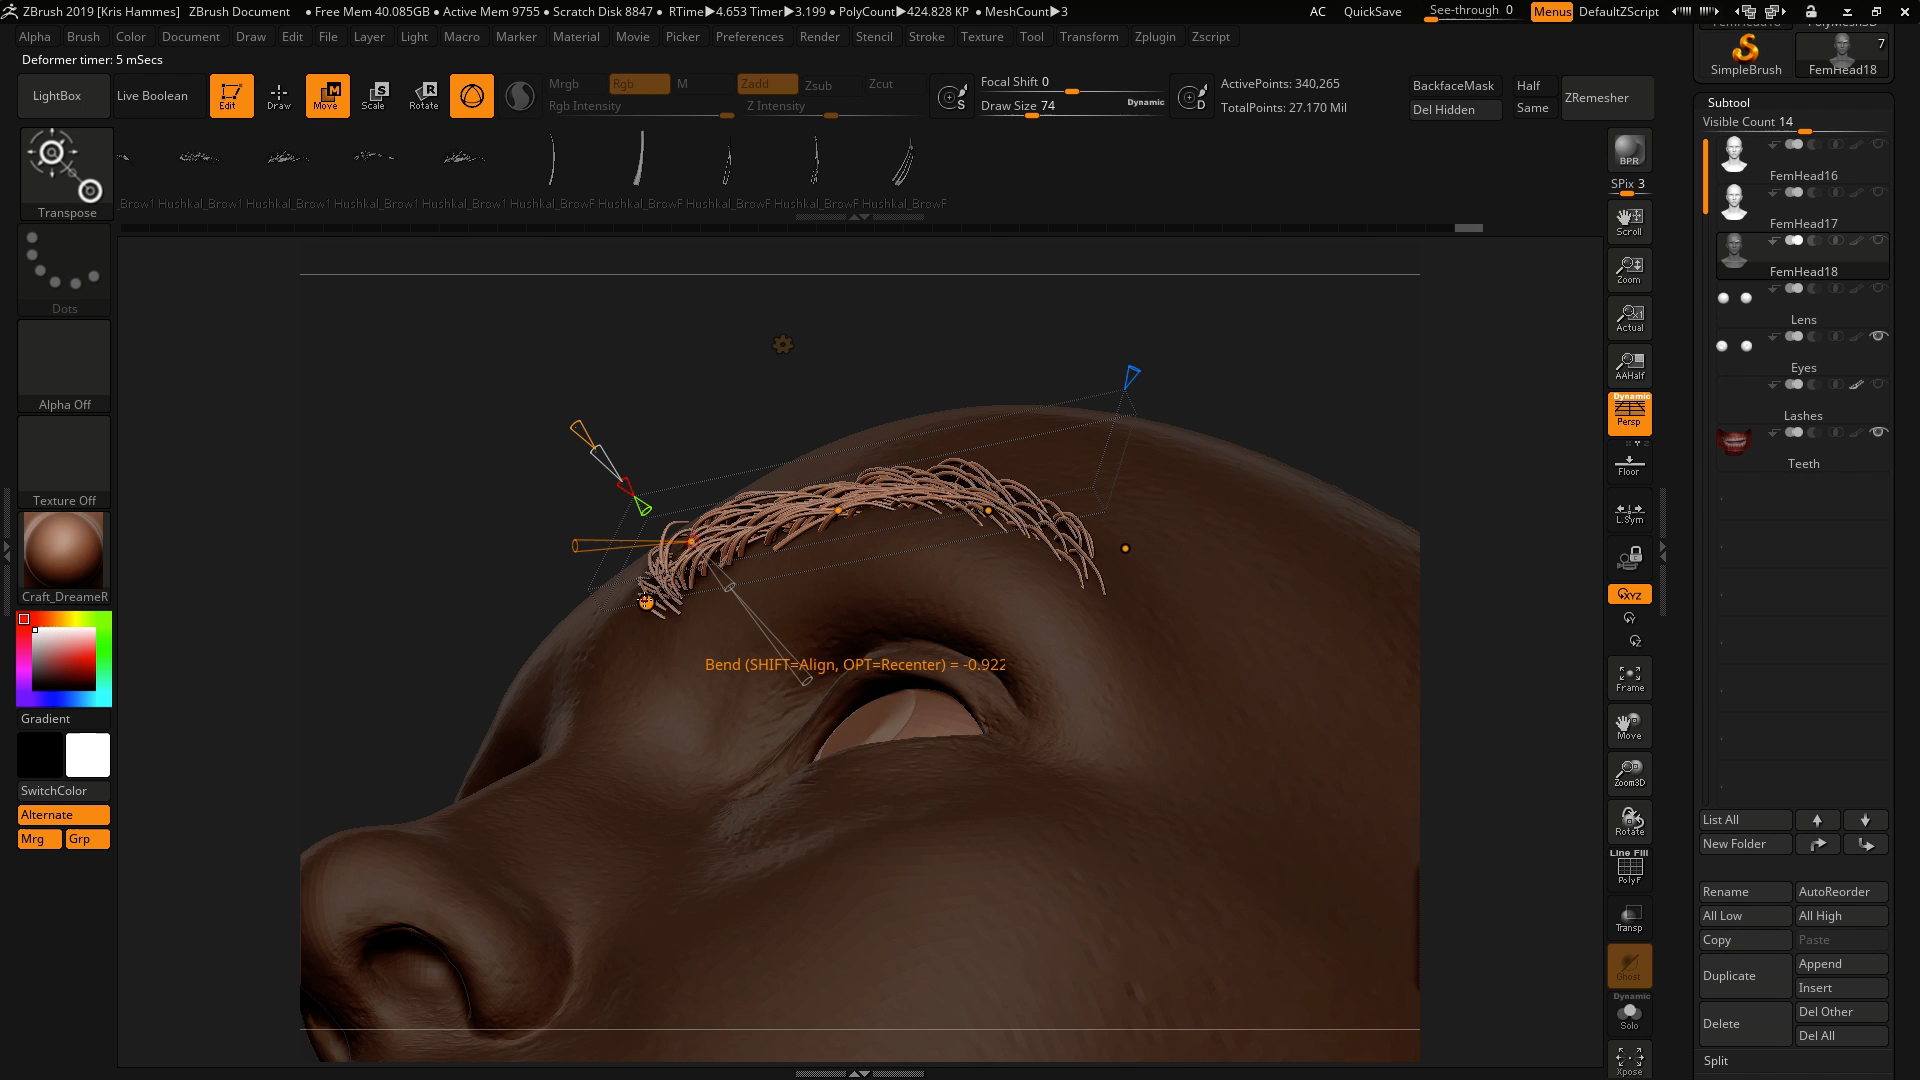 ZBrush 2019 [Kris Hammes]   ZBrush Document   ● Free Mem 40.085GB ● Active Mem 9755 ● Scratch Disk 8847 ●  RTime▶4.653 Timer▶3.199 ● PolyCount▶424.828 KP  ● MeshCount▶3   AC   QuickSave   See-through 0   Menus   DefaultZScript
Alpha   Brush   Color   Document   Draw   Edit   File   Layer   Light   Macro   Marker   Material   Movie   Picker   Preferences   Render   Stencil   Stroke   Texture   Tool   Transform   Zplugin   Zscript
Deformer timer: 5 mSecs
LightBox   Live Boolean   Edit   Draw   Move   Scale   Rotate
Mrgb   Rgb   M   Zadd   Zsub   Zcut
Rgb Intensity   Z Intensity
Focal Shift 0
Draw Size 74   Dynamic
ActivePoints: 340,265
TotalPoints: 27.170 Mil
BackfaceMask   Half   ZRemesher
Del Hidden   Same
Transpose
Hushkal_Brow1 Hushkal_Brow1 Hushkal_Brow1 Hushkal_Brow1 Hushkal_BrowF Hushkal_BrowF Hushkal_BrowF Hushkal_BrowF Hushkal_BrowF
Dots
Alpha Off
Texture Off
Craft_DreameR
Gradient
SwitchColor
Alternate
Mrg   Grp
Bend (SHIFT=Align, OPT=Recenter) = -0.922
BPR
SPix 3
Scroll
Zoom
Actual
AAHalf
Dynamic
Persp
Floor
L.Sym
XYZ
Frame
Move
Zoom3D
Rotate
Line Fill
PolyF
Transp
Ghost
Dynamic
Solo
Xpose
SimpleBrush   7   FemHead18
Subtool
Visible Count 14
FemHead16
FemHead17
FemHead18
Lens
Eyes
Lashes
Teeth
List All
New Folder
Rename   AutoReorder
All Low   All High
Copy   Paste
Duplicate   Append
Insert
Delete   Del Other
Del All
Split